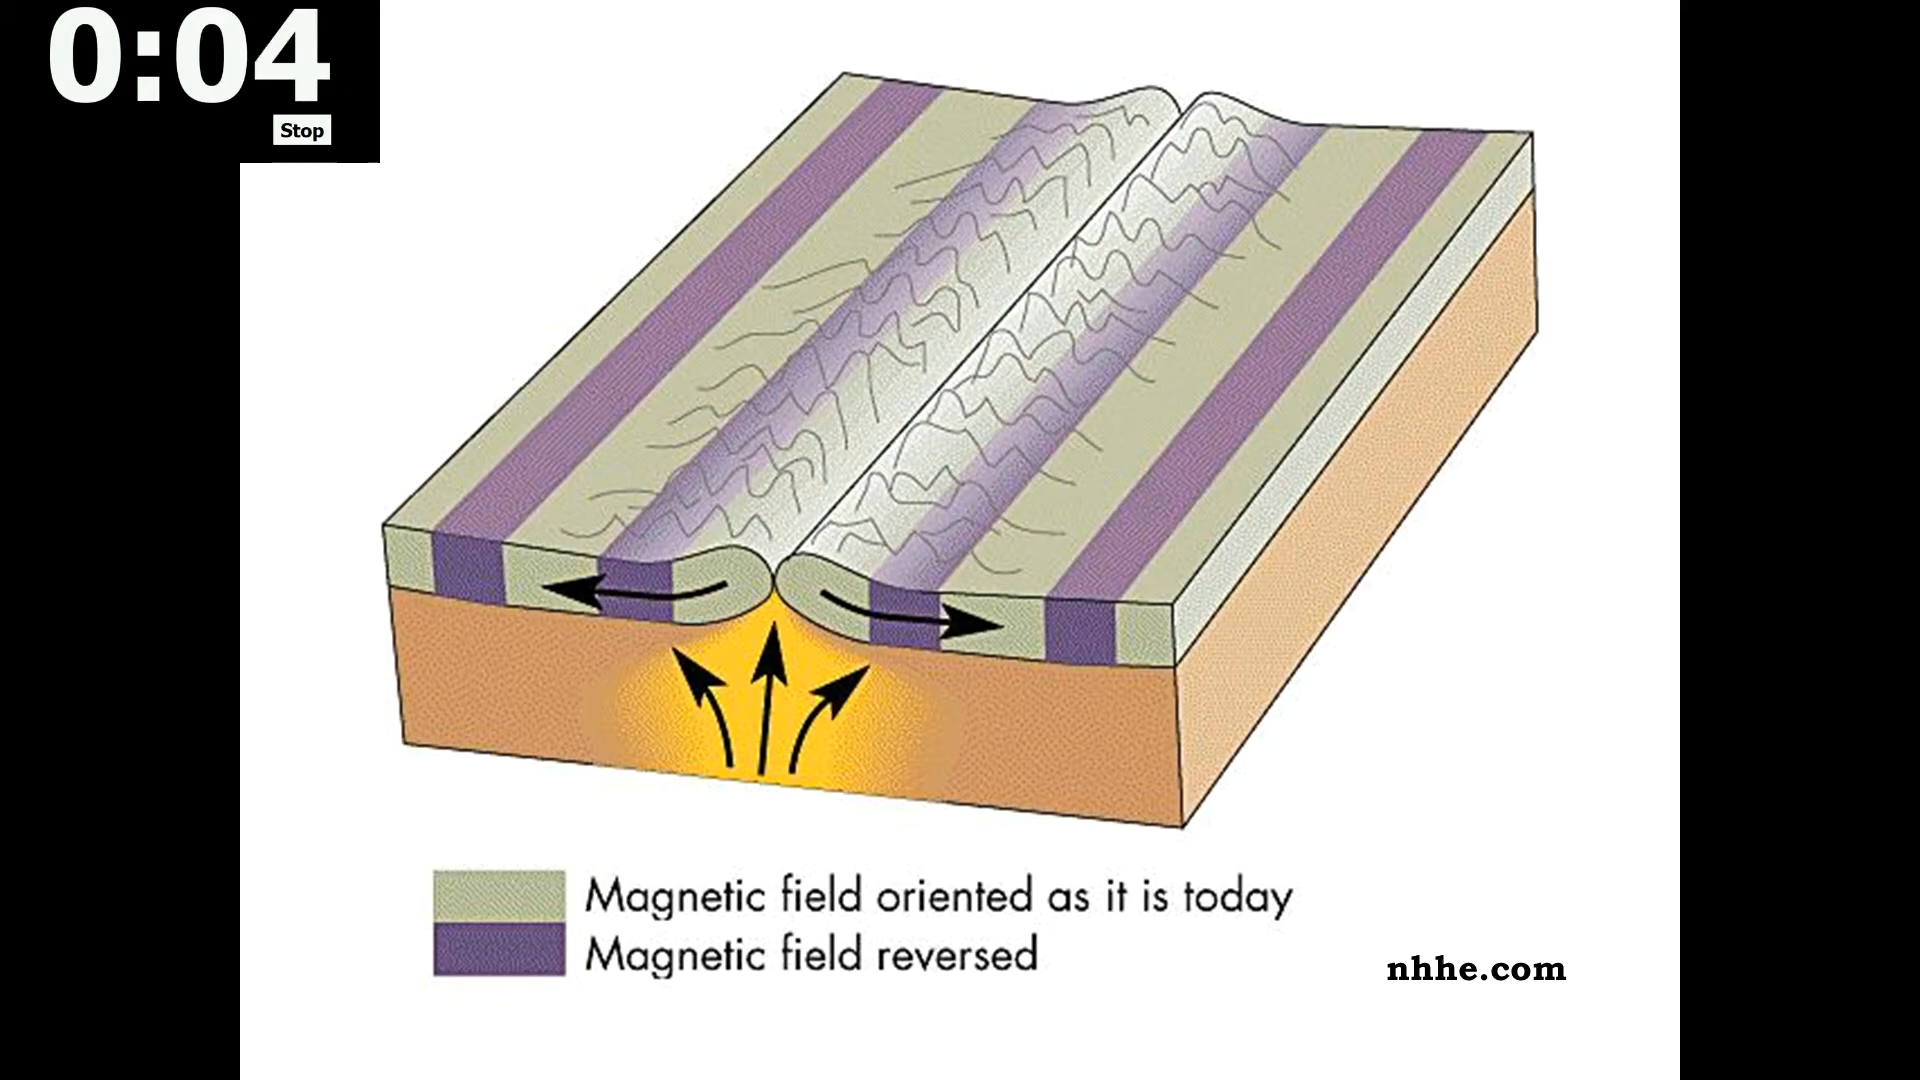 0:04
Stop
Magnetic field oriented as it is today
Magnetic field reversed
nhhe.com